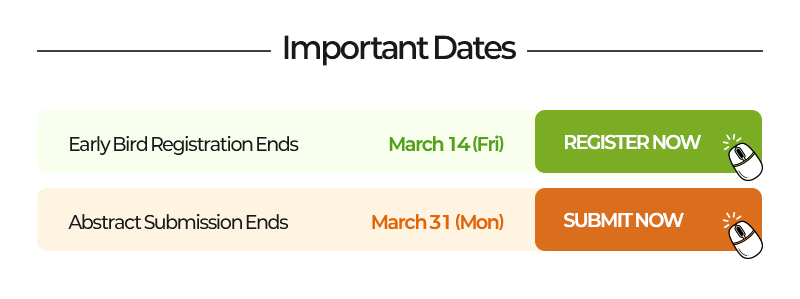 Important Dates
Early Bird Registration Ends March 14 (Fri) REGISTER NOW
Abstract Submission Ends March 31 (Mon) SUBMIT NOW